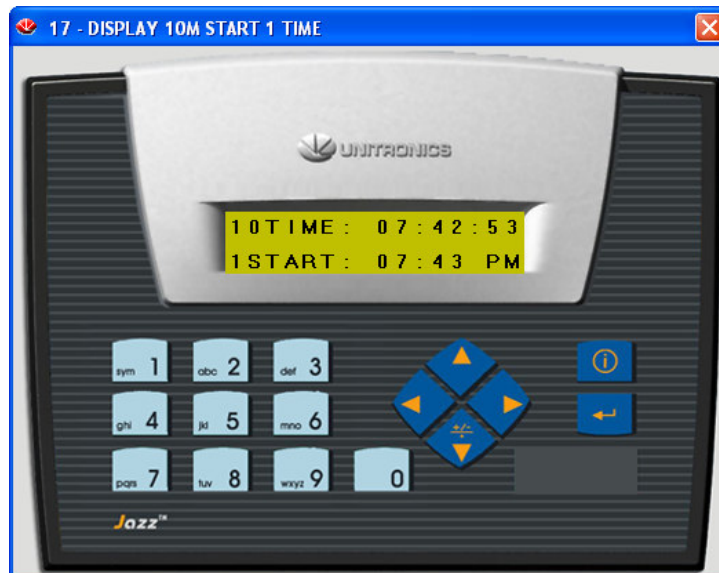 17 - DISPLAY 10M START 1 TIME
UNITRONICS
10TIME: 07:42:53
1START: 07:43 PM
sym 1 abc 2 def 3
ghi 4 jkl 5 mno 6 +/-
pqrs 7 tuv 8 wxyz 9 0
Jazz™